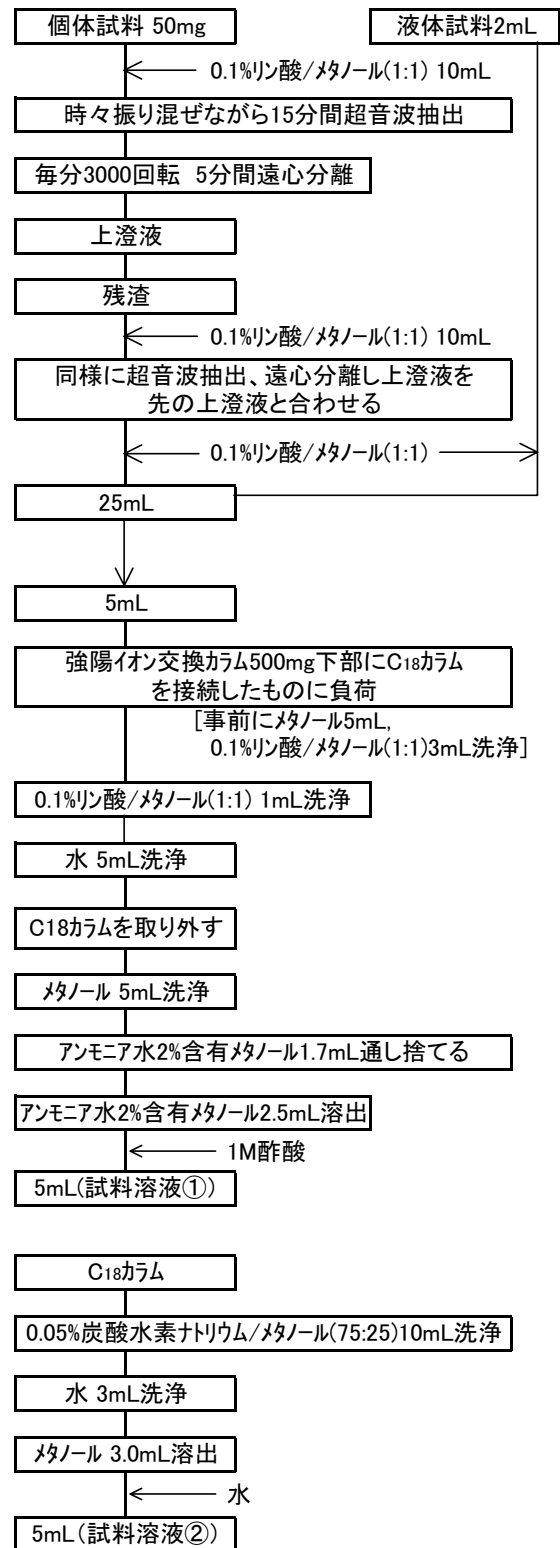 個体試料 50mg
液体試料2mL
0.1%リン酸/メタノール(1:1) 10mL
時々振り混ぜながら15分間超音波抽出
毎分3000回転 5分間遠心分離
上澄液
残渣
0.1%リン酸/メタノール(1:1) 10mL
同様に超音波抽出、遠心分離し上澄液を
先の上澄液と合わせる
0.1%リン酸/メタノール(1:1)
25mL
5mL
強陽イオン交換カラム500mg下部にC18カラム
を接続したものに負荷
[事前にメタノール5mL,
0.1%リン酸/メタノール(1:1)3mL洗浄]
0.1%リン酸/メタノール(1:1) 1mL洗浄
水 5mL洗浄
C18カラムを取り外す
メタノール 5mL洗浄
アンモニア水2%含有メタノール1.7mL通し捨てる
アンモニア水2%含有メタノール2.5mL溶出
1M酢酸
5mL(試料溶液①)
C18カラム
0.05%炭酸水素ナトリウム/メタノール(75:25)10mL洗浄
水 3mL洗浄
メタノール 3.0mL溶出
水
5mL(試料溶液②)